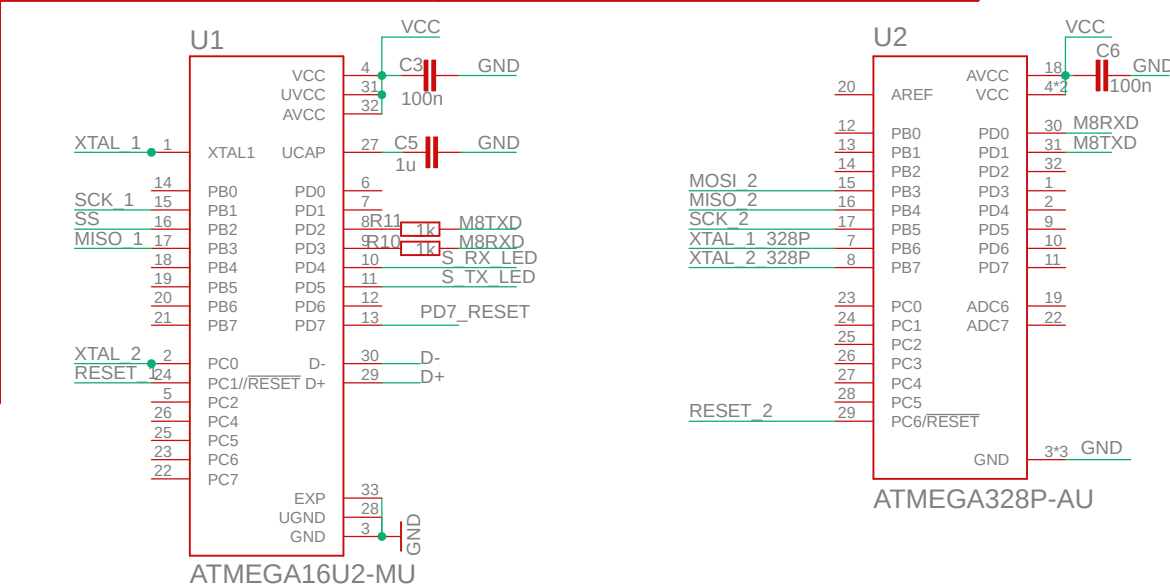 U1
VCC
C3
GND
100n
4
31
32
VCC
UVCC
AVCC
XTAL_1
1
XTAL1
UCAP
27
C5
GND
1u
14
PB0
PD0
6
SCK_1
15
PB1
PD1
7
SS
16
PB2
PD2
8
R11
1k
M8TXD
MISO_1
17
PB3
PD3
9
R10
1k
M8RXD
18
PB4
PD4
10
S_RX_LED
19
PB5
PD5
11
S_TX_LED
20
PB6
PD6
12
21
PB7
PD7
13
PD7_RESET
XTAL_2
2
PC0
D-
30
D-
RESET_1
24
PC1//RESET
D+
29
D+
5
PC2
26
PC4
25
PC5
23
PC6
22
PC7
EXP
33
UGND
28
GND
3
GND
ATMEGA16U2-MU
U2
VCC
C6
GND
100n
AVCC
18
20
AREF
VCC
4*2
12
PB0
PD0
30
M8RXD
13
PB1
PD1
31
M8TXD
14
PB2
PD2
32
MOSI_2
15
PB3
PD3
1
MISO_2
16
PB4
PD4
2
SCK_2
17
PB5
PD5
9
XTAL_1_328P
7
PB6
PD6
10
XTAL_2_328P
8
PB7
PD7
11
23
PC0
ADC6
19
24
PC1
ADC7
22
25
PC2
26
PC3
27
PC4
28
PC5
RESET_2
29
PC6/RESET
GND
3*3
GND
ATMEGA328P-AU